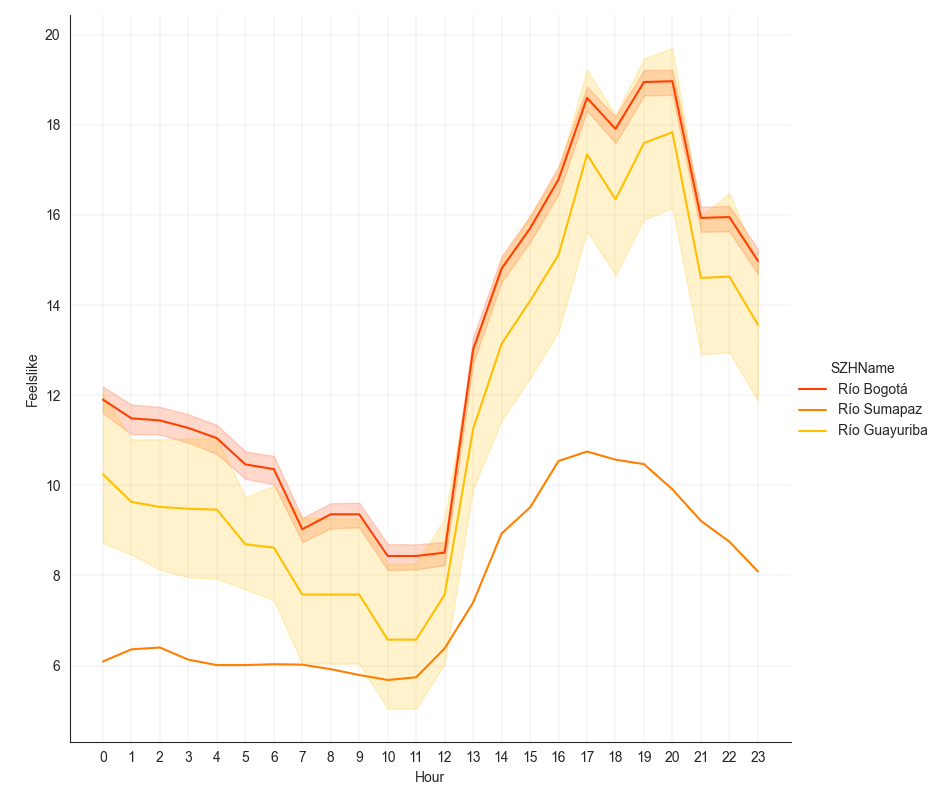 20
18
16
14
12
10
8
6
Feelslike
0 1 2 3 4 5 6 7 8 9 10 11 12 13 14 15 16 17 18 19 20 21 22 23
Hour
SZHName
Río Bogotá
Río Sumapaz
Río Guayuriba